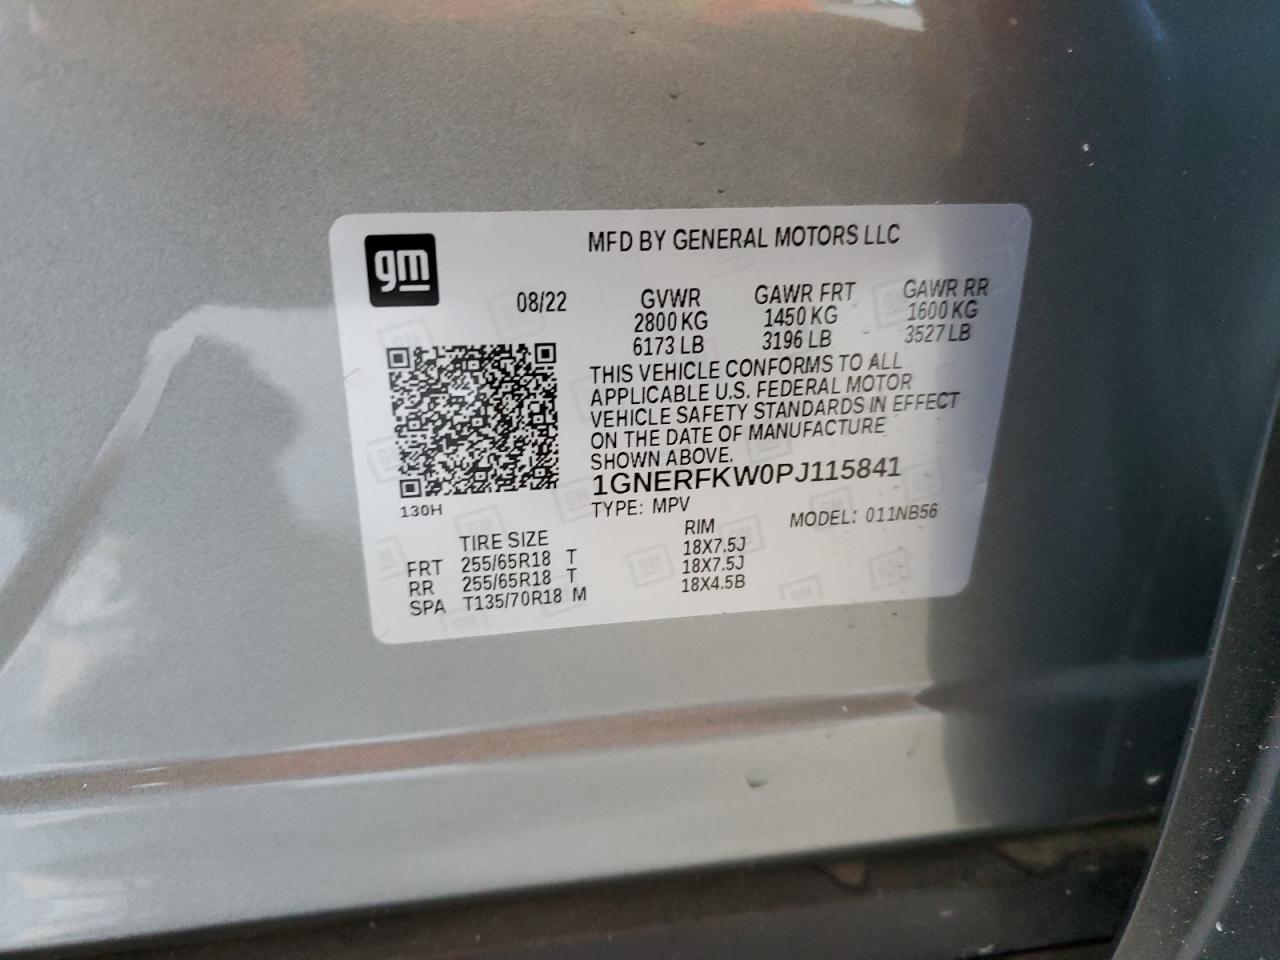 gm
MFD BY GENERAL MOTORS LLC
08/22
GVWR GAWR FRT GAWR RR
2800 KG 1450 KG 1600 KG
6173 LB 3196 LB 3527 LB
THIS VEHICLE CONFORMS TO ALL
APPLICABLE U.S. FEDERAL MOTOR
VEHICLE SAFETY STANDARDS IN EFFECT
ON THE DATE OF MANUFACTURE
SHOWN ABOVE.
1GNERFKW0PJ115841
130H
TYPE: MPV MODEL: 011NB56
TIRE SIZE RIM
FRT 255/65R18 T 18X7.5J
RR 255/65R18 T 18X7.5J
SPA T135/70R18 M 18X4.5B